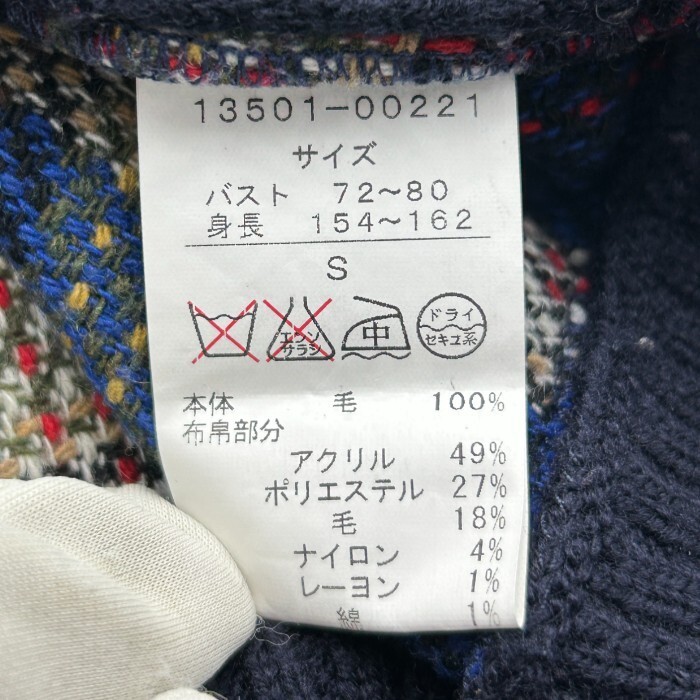 13501-00221
サイズ
バスト 72~80
身長 154~162
S
エンソ サラシ 中 ドライ セキユ系
本体 毛 100%
布帛部分
アクリル 49%
ポリエステル 27%
毛 18%
ナイロン 4%
レーヨン 1%
綿 1%